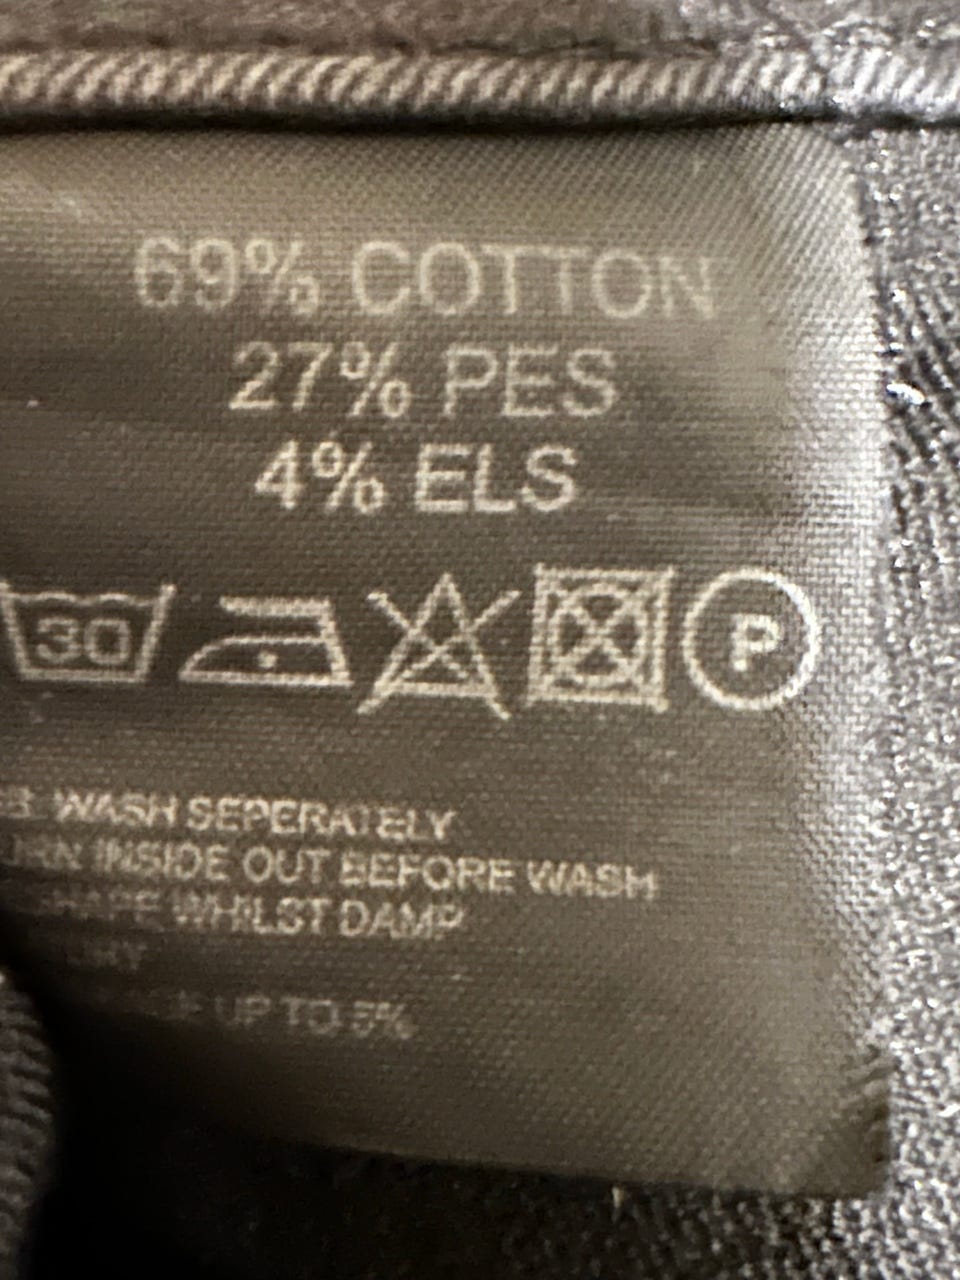 69% COTTON
27% PES
4% ELS
30 P
WASH SEPERATELY
INSIDE OUT BEFORE WASH
WHILST DAMP
UP TO 5%